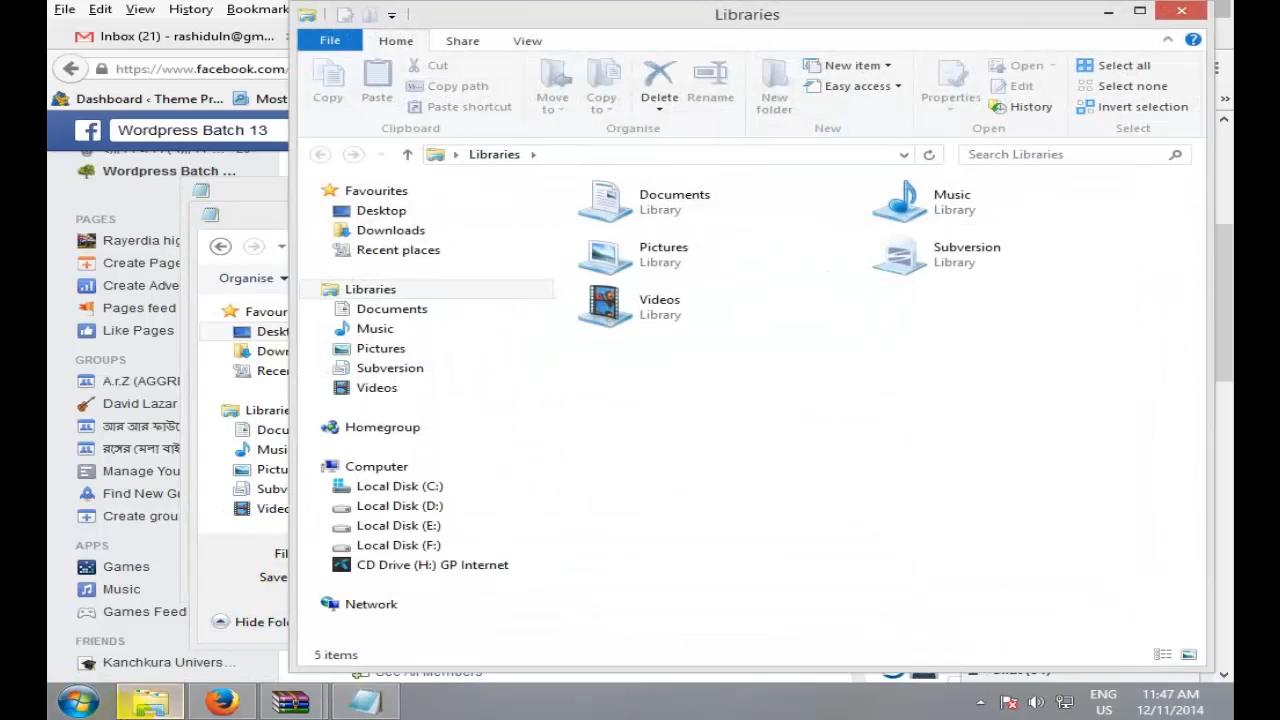 File Edit View History Bookmark
Inbox (21) - rashiduln@gm...
https://www.facebook.com/
Dashboard ‹ Theme Pr... Most
Wordpress Batch 13
Wordpress Batch ...
PAGES
Rayerdia hig
Create Page
Create Adve
Pages feed
Like Pages
GROUPS
A.r.Z (AGGRI
David Lazar
আর আর ফাউ
রঙ্গের মেলা বাই
Manage You
Find New Gr
Create grou
APPS
Games
Music
Games Feed
FRIENDS
Kanchkura Univers...
Organise
Favour
Deskt
Down
Recen
Librarie
Docu
Musi
Pictu
Subv
Video
Fil
Save
Hide Fold
Libraries
File Home Share View
Copy
Paste
Cut
Copy path
Paste shortcut
Clipboard
Move to
Copy to
Delete
Rename
Organise
New folder
New item
Easy access
New
Properties
Open
Edit
History
Open
Select all
Select none
Invert selection
Select
Libraries
Search Libraries
Favourites
Desktop
Downloads
Recent places
Libraries
Documents
Music
Pictures
Subversion
Videos
Homegroup
Computer
Local Disk (C:)
Local Disk (D:)
Local Disk (E:)
Local Disk (F:)
CD Drive (H:) GP Internet
Network
Documents
Library
Music
Library
Pictures
Library
Subversion
Library
Videos
Library
5 items
See All Members
ENG
US
11:47 AM
12/11/2014